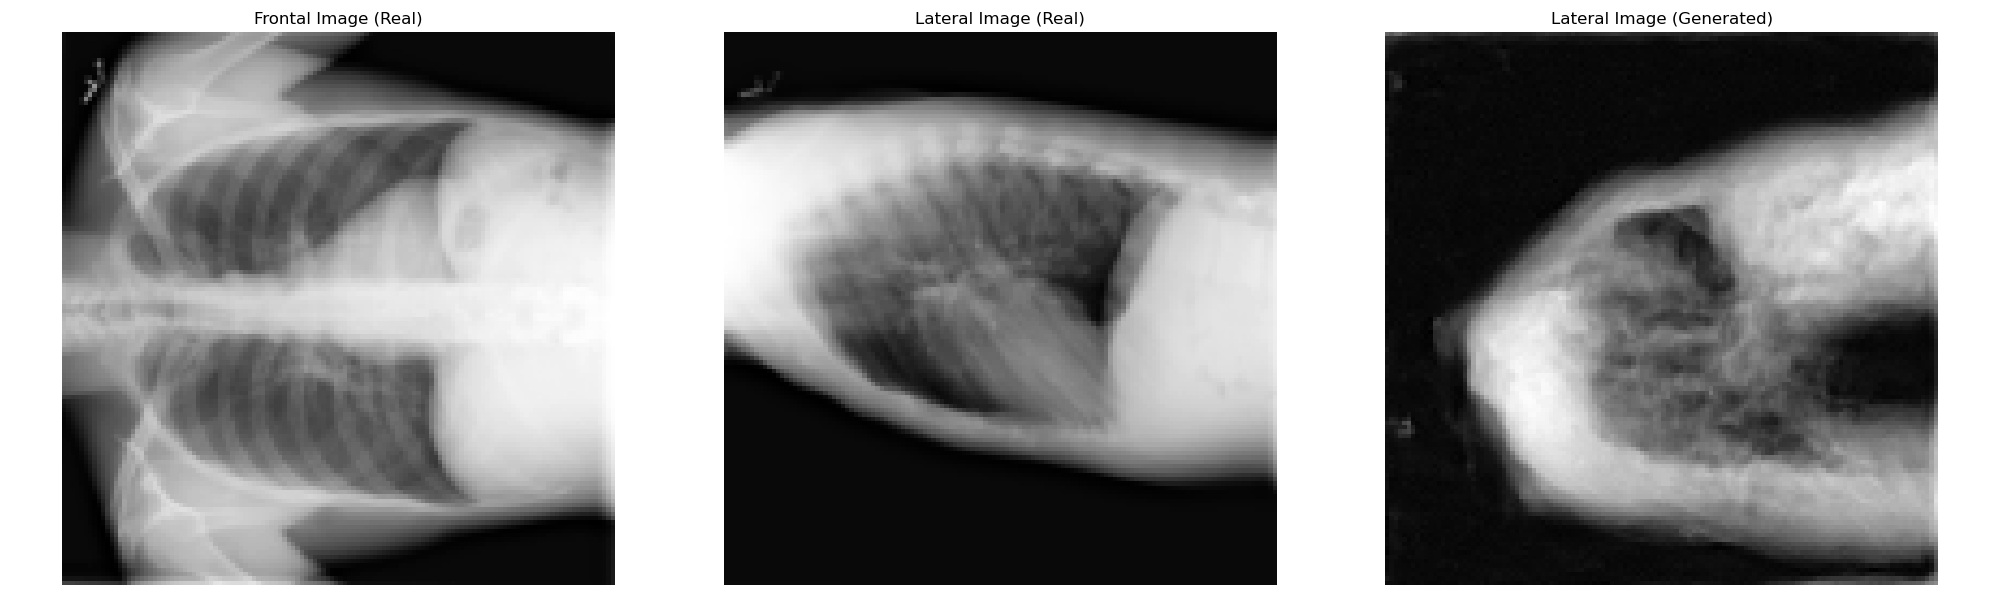 Frontal Image (Real)
Lateral Image (Real)
Lateral Image (Generated)